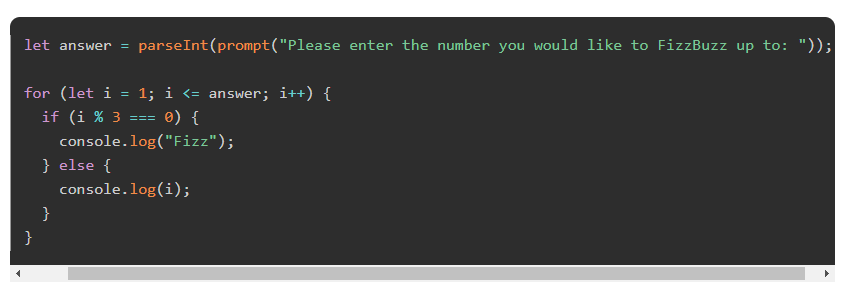 let answer = parseInt(prompt("Please enter the number you would like to FizzBuzz up to: "));
for (let i = 1; i <= answer; i++) {
  if (i % 3 === 0) {
    console.log("Fizz");
  } else {
    console.log(i);
  }
}